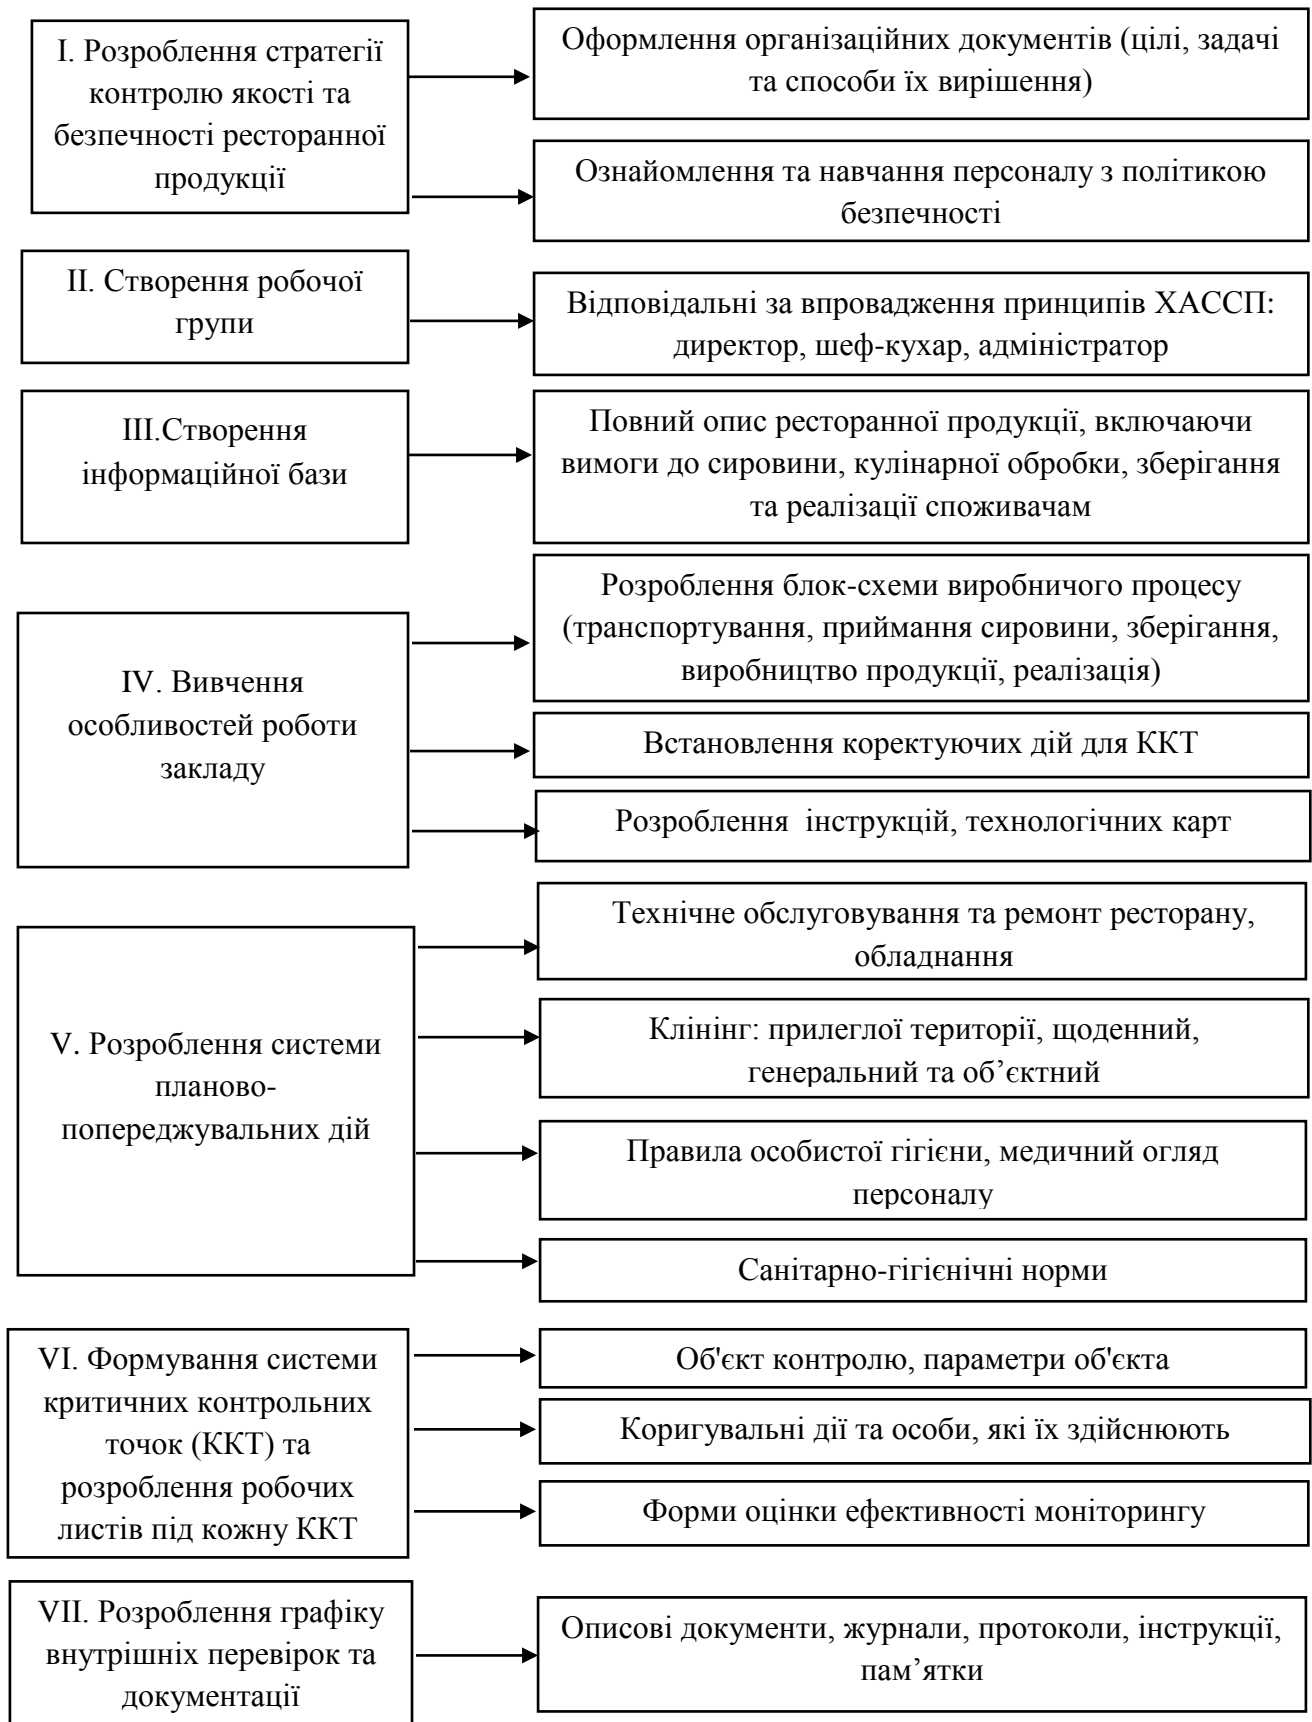 І. Розроблення стратегії
контролю якості та
безпечності ресторанної
продукції
Оформлення організаційних документів (цілі, задачі
та способи їх вирішення)
Ознайомлення та навчання персоналу з політикою
безпечності
ІІ. Створення робочої
групи
Відповідальні за впровадження принципів ХАССП:
директор, шеф-кухар, адміністратор
ІІІ.Створення
інформаційної бази
Повний опис ресторанної продукції, включаючи
вимоги до сировини, кулінарної обробки, зберігання
та реалізації споживачам
IV. Вивчення
особливостей роботи
закладу
Розроблення блок-схеми виробничого процесу
(транспортування, приймання сировини, зберігання,
виробництво продукції, реалізація)
Встановлення коректуючих дій для ККТ
Розроблення  інструкцій, технологічних карт
V. Розроблення системи
планово-
попереджувальних дій
Технічне обслуговування та ремонт ресторану,
обладнання
Клінінг: прилеглої території, щоденний,
генеральний та об’єктний
Правила особистої гігієни, медичний огляд
персоналу
Санітарно-гігієнічні норми
VI. Формування системи
критичних контрольних
точок (ККТ) та
розроблення робочих
листів під кожну ККТ
Об'єкт контролю, параметри об'єкта
Коригувальні дії та особи, які їх здійснюють
Форми оцінки ефективності моніторингу
VII. Розроблення графіку
внутрішніх перевірок та
документації
Описові документи, журнали, протоколи, інструкції,
пам’ятки